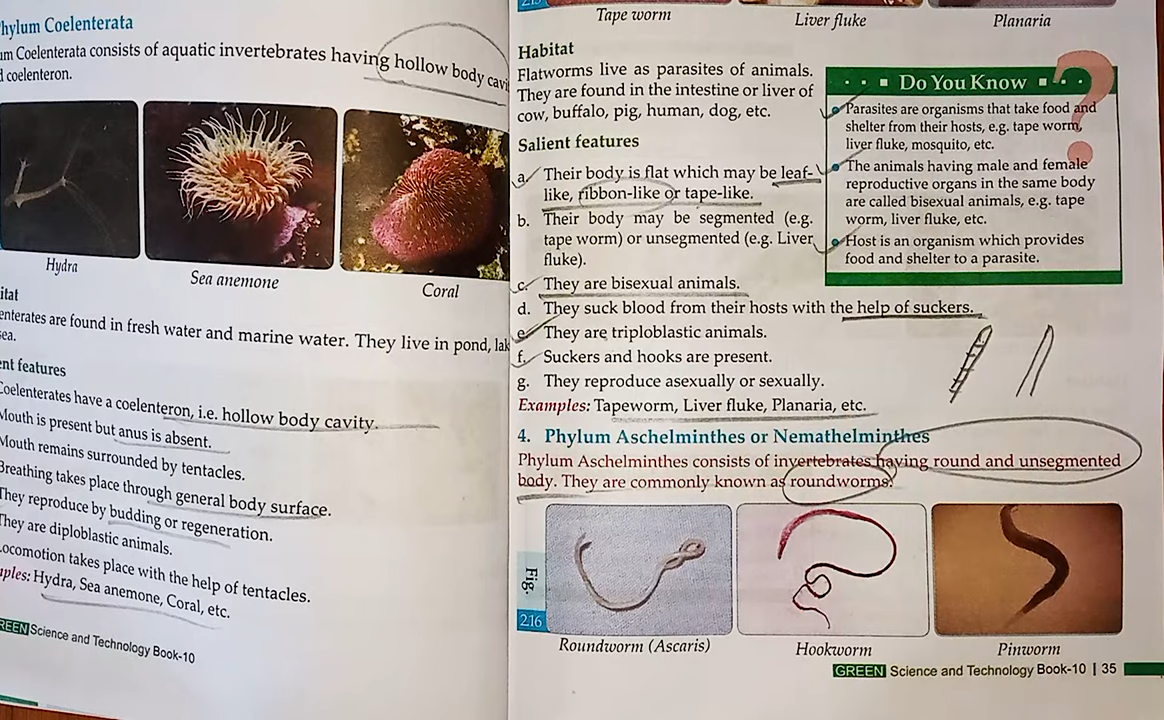 hylum Coelenterata
um Coelenterata consists of aquatic invertebrates having hollow body cavi
d coelenteron.
Hydra
Sea anemone
Coral
itat
enterates are found in fresh water and marine water. They live in pond, lak
sea.
ent features
Coelenterates have a coelenteron, i.e. hollow body cavity.
Mouth is present but anus is absent.
Mouth remains surrounded by tentacles.
Breathing takes place through general body surface.
They reproduce by budding or regeneration.
They are diploblastic animals.
Locomotion takes place with the help of tentacles.
mples: Hydra, Sea anemone, Coral, etc.
REEN Science and Technology Book-10
2.15
Tape worm
Liver fluke
Planaria
Habitat
Flatworms live as parasites of animals.
They are found in the intestine or liver of
cow, buffalo, pig, human, dog, etc.
Salient features
a. Their body is flat which may be leaf-
like, ribbon-like or tape-like.
b. Their body may be segmented (e.g.
tape worm) or unsegmented (e.g. Liver
fluke).
c. They are bisexual animals.
d. They suck blood from their hosts with the help of suckers.
e. They are triploblastic animals.
f. Suckers and hooks are present.
g. They reproduce asexually or sexually.
Examples: Tapeworm, Liver fluke, Planaria, etc.
Do You Know
?
Parasites are organisms that take food and
shelter from their hosts, e.g. tape worm,
liver fluke, mosquito, etc.
The animals having male and female
reproductive organs in the same body
are called bisexual animals, e.g. tape
worm, liver fluke, etc.
Host is an organism which provides
food and shelter to a parasite.
4. Phylum Aschelminthes or Nemathelminthes
Phylum Aschelminthes consists of invertebrates having round and unsegmented
body. They are commonly known as roundworms.
Fig.
2.16
Roundworm (Ascaris)
Hookworm
Pinworm
GREEN Science and Technology Book-10 | 35